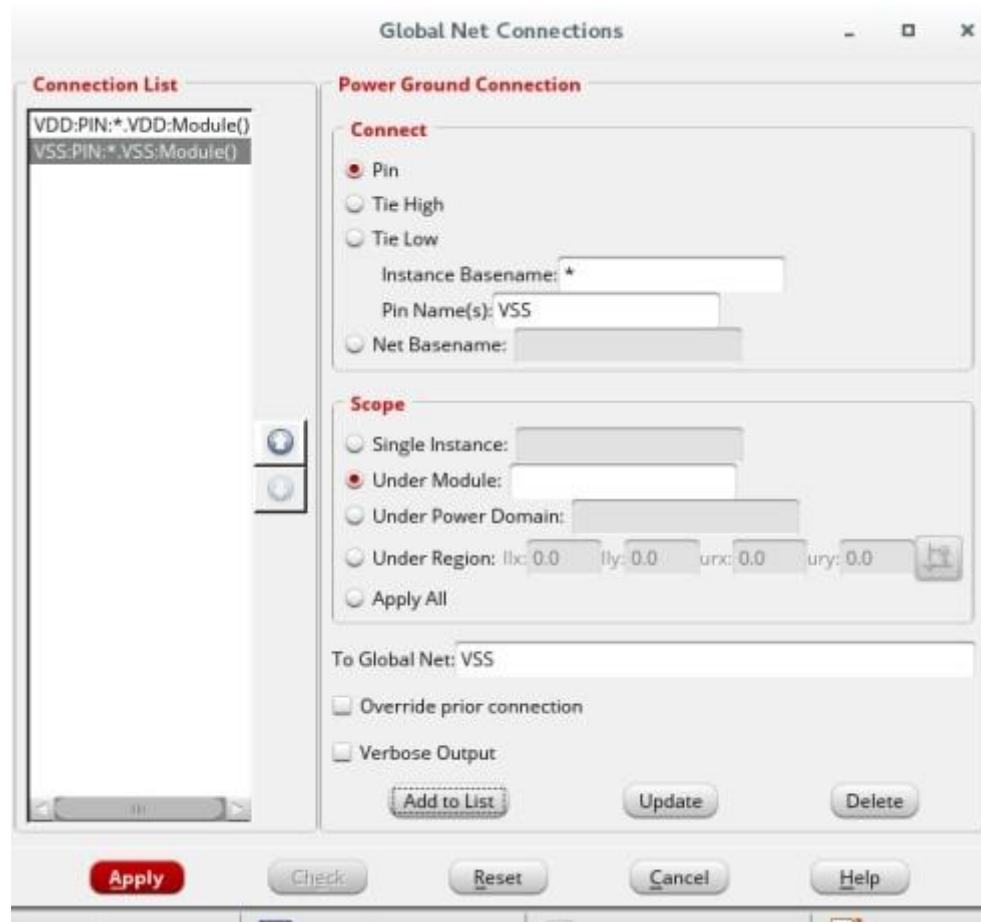 Global Net Connections
Connection List
VDD:PIN:*.VDD:Module()
VSS:PIN:*.VSS:Module()
Power Ground Connection
Connect
Pin
Tie High
Tie Low
Instance Basename: *
Pin Name(s): VSS
Net Basename:
Scope
Single Instance:
Under Module:
Under Power Domain:
Under Region: llx: 0.0 lly: 0.0 urx: 0.0 ury: 0.0
Apply All
To Global Net: VSS
Override prior connection
Verbose Output
Add to List Update Delete
Apply Check Reset Cancel Help